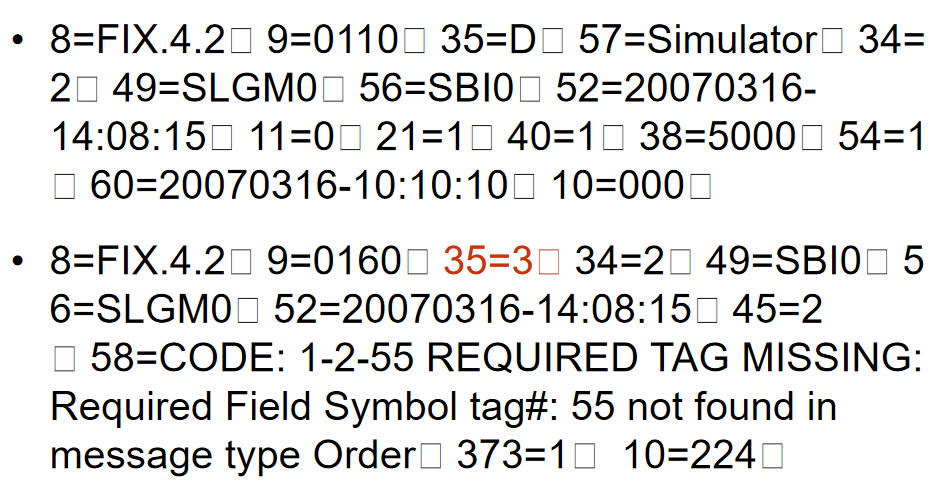 • 8=FIX.4.2□ 9=0110□ 35=D□ 57=Simulator□ 34=
2□ 49=SLGM0□ 56=SBI0□ 52=20070316-
14:08:15□ 11=0□ 21=1□ 40=1□ 38=5000□ 54=1
□ 60=20070316-10:10:10□ 10=000□
• 8=FIX.4.2□ 9=0160□ 35=3□ 34=2□ 49=SBI0□ 5
6=SLGM0□ 52=20070316-14:08:15□ 45=2
□ 58=CODE: 1-2-55 REQUIRED TAG MISSING:
Required Field Symbol tag#: 55 not found in
message type Order□ 373=1□ 10=224□